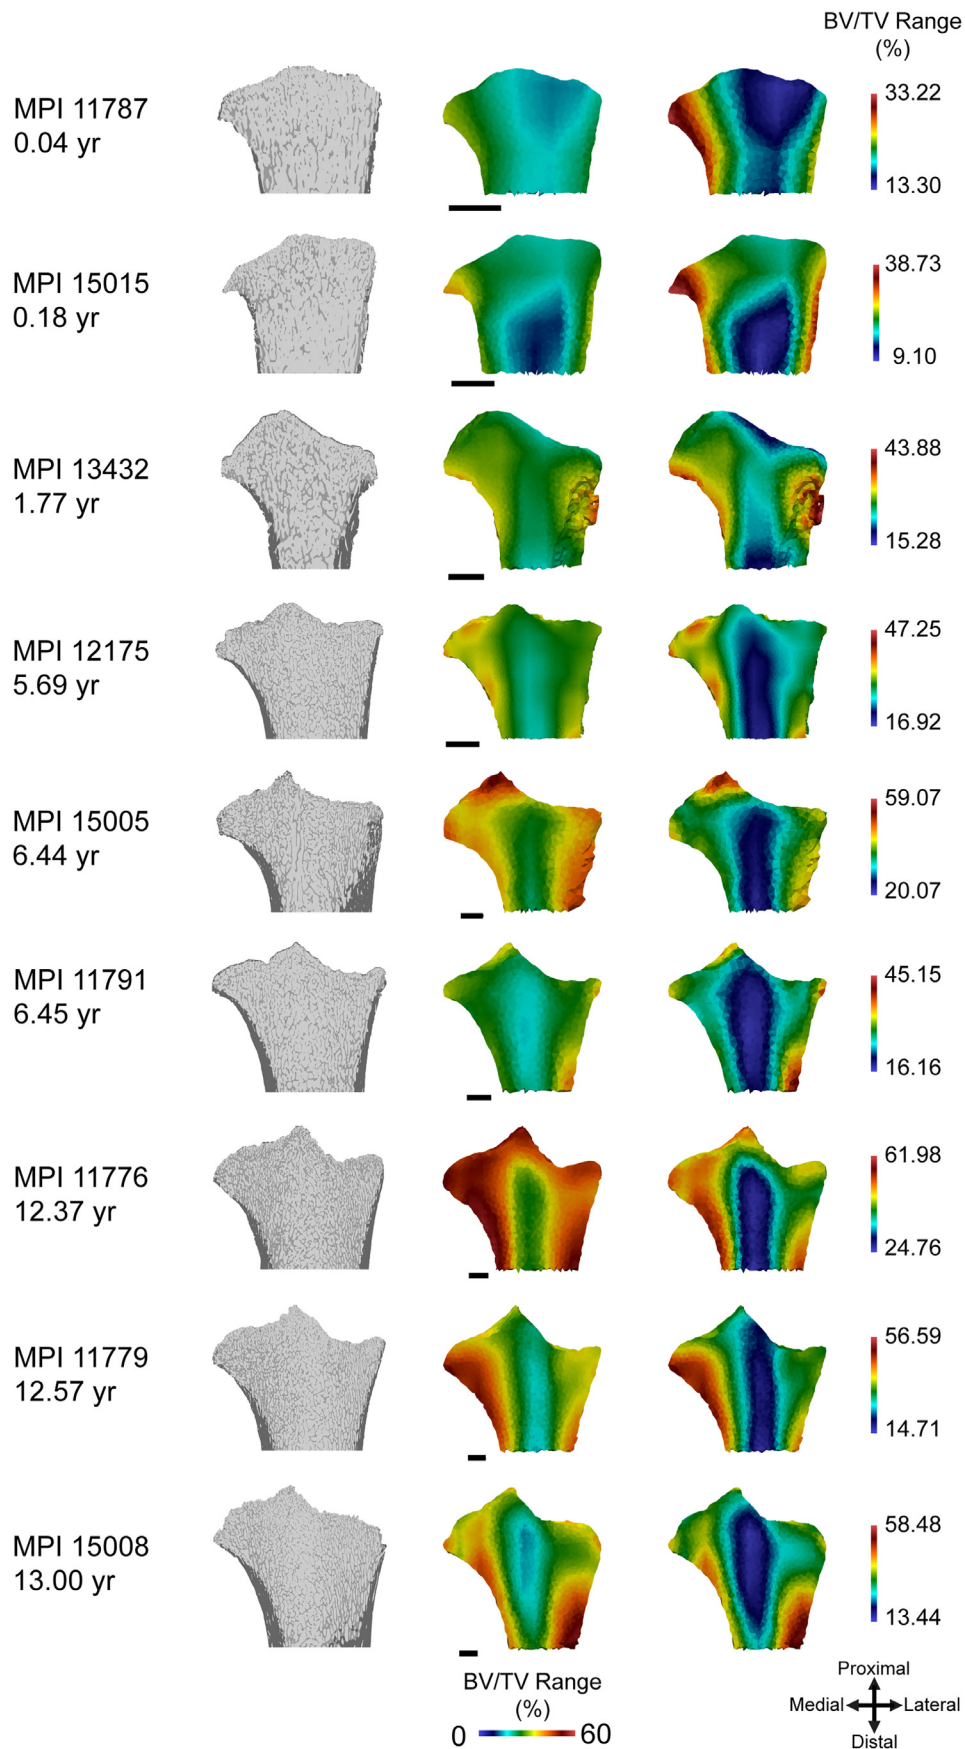 BV/TV Range
(%)
MPI 11787
0.04 yr
33.22
13.30
MPI 15015
0.18 yr
38.73
9.10
MPI 13432
1.77 yr
43.88
15.28
MPI 12175
5.69 yr
47.25
16.92
MPI 15005
6.44 yr
59.07
20.07
MPI 11791
6.45 yr
45.15
16.16
MPI 11776
12.37 yr
61.98
24.76
MPI 11779
12.57 yr
56.59
14.71
MPI 15008
13.00 yr
58.48
13.44
BV/TV Range
(%)
0 60
Proximal
Medial Lateral
Distal